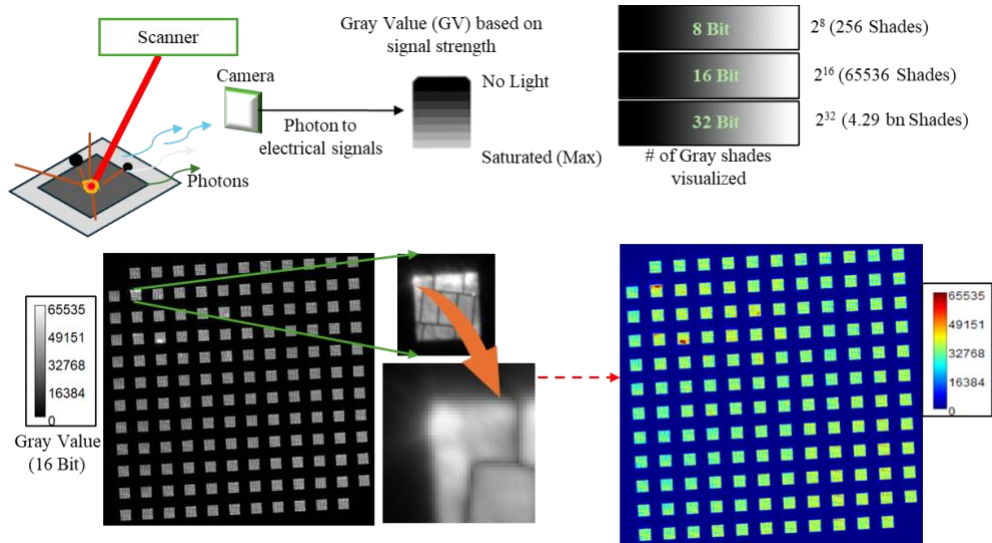 Scanner
Camera
Photons
Photon to
electrical signals
Gray Value (GV) based on
signal strength
No Light
Saturated (Max)
8 Bit
2⁸ (256 Shades)
16 Bit
2¹⁶ (65536 Shades)
32 Bit
2³² (4.29 bn Shades)
# of Gray shades
visualized
65535
49151
32768
16384
0
Gray Value
(16 Bit)
65535
49151
32768
16384
0